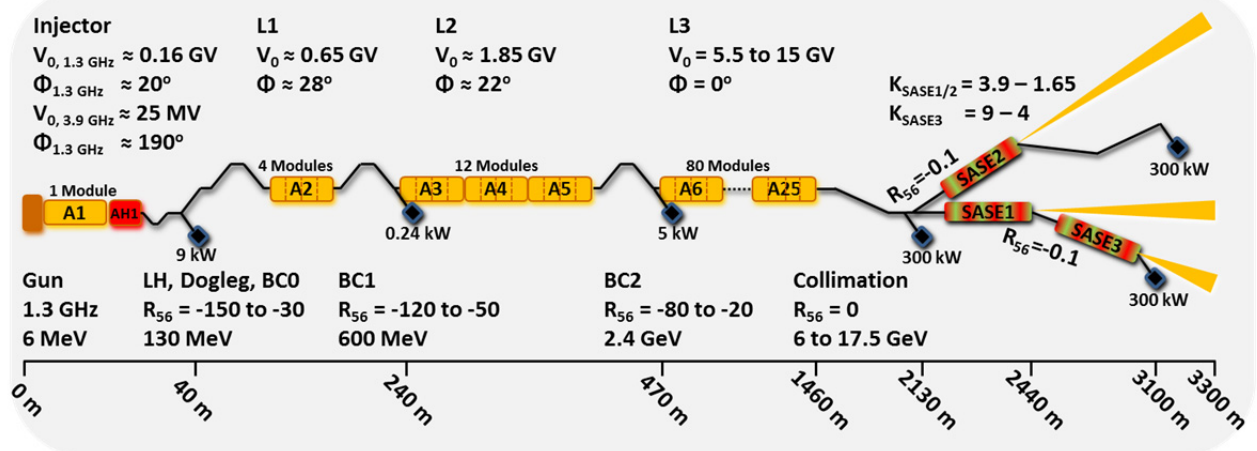 Injector
V0, 1.3 GHz ≈ 0.16 GV
Φ1.3 GHz ≈ 20º
V0, 3.9 GHz ≈ 25 MV
Φ1.3 GHz ≈ 190º
L1
V0 ≈ 0.65 GV
Φ ≈ 28º
L2
V0 ≈ 1.85 GV
Φ ≈ 22º
L3
V0 = 5.5 to 15 GV
Φ = 0º
KSASE1/2 = 3.9 – 1.65
KSASE3 = 9 – 4
1 Module
4 Modules
12 Modules
80 Modules
A1
AH1
A2
A3
A4
A5
A6
A25
R56=-0.1
SASE2
SASE1
SASE3
R56=-0.1
9 kW
0.24 kW
5 kW
300 kW
300 kW
300 kW
Gun
1.3 GHz
6 MeV
LH, Dogleg, BC0
R56 = -150 to -30
130 MeV
BC1
R56 = -120 to -50
600 MeV
BC2
R56 = -80 to -20
2.4 GeV
Collimation
R56 = 0
6 to 17.5 GeV
0 m
40 m
240 m
470 m
1460 m
2130 m
2440 m
3100 m
3300 m